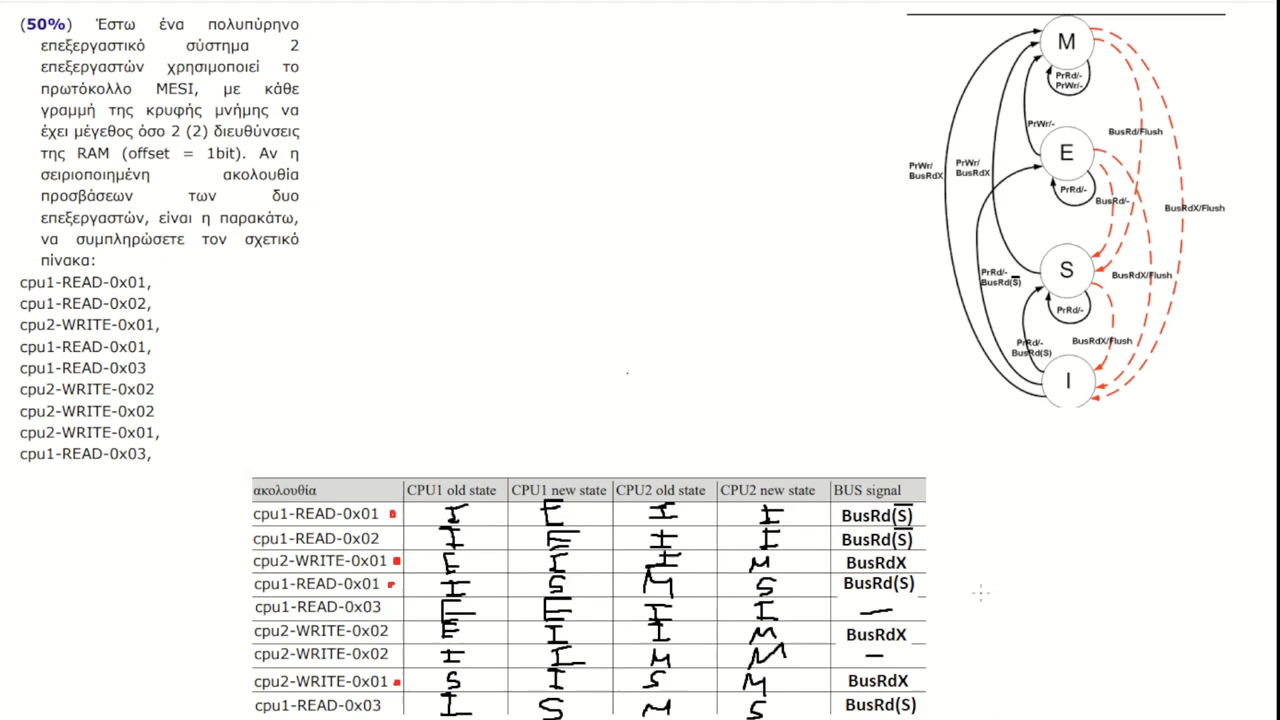 (50%) Έστω ένα πολυπύρηνο
επεξεργαστικό σύστημα 2
επεξεργαστών χρησιμοποιεί το
πρωτόκολλο MESI, με κάθε
γραμμή της κρυφής μνήμης να
έχει μέγεθος όσο 2 (2) διευθύνσεις
της RAM (offset = 1bit). Αν η
σειριοποιημένη ακολουθία
προσβάσεων των δυο
επεξεργαστών, είναι η παρακάτω,
να συμπληρώσετε τον σχετικό
πίνακα:
cpu1-READ-0x01,
cpu1-READ-0x02,
cpu2-WRITE-0x01,
cpu1-READ-0x01,
cpu1-READ-0x03
cpu2-WRITE-0x02
cpu2-WRITE-0x02
cpu2-WRITE-0x01,
cpu1-READ-0x03,
M
PrRd/-
PrWr/-
PrWr/-
BusRd/Flush
E
PrWr/
BusRdX
PrWr/
BusRdX
PrRd/-
BusRd/-
BusRdX/Flush
S
PrRd/-
BusRd(S̅)
BusRdX/Flush
PrRd/-
PrRd/-
BusRd(S)
BusRdX/Flush
I
ακολουθία CPU1 old state CPU1 new state CPU2 old state CPU2 new state BUS signal
cpu1-READ-0x01 I E I I BusRd(S̅)
cpu1-READ-0x02 I E I I BusRd(S̅)
cpu2-WRITE-0x01 E I I M BusRdX
cpu1-READ-0x01 I S M S BusRd(S)
cpu1-READ-0x03 E E I I —
cpu2-WRITE-0x02 E I I M BusRdX
cpu2-WRITE-0x02 I I M M —
cpu2-WRITE-0x01 S I S M BusRdX
cpu1-READ-0x03 I S M S BusRd(S)